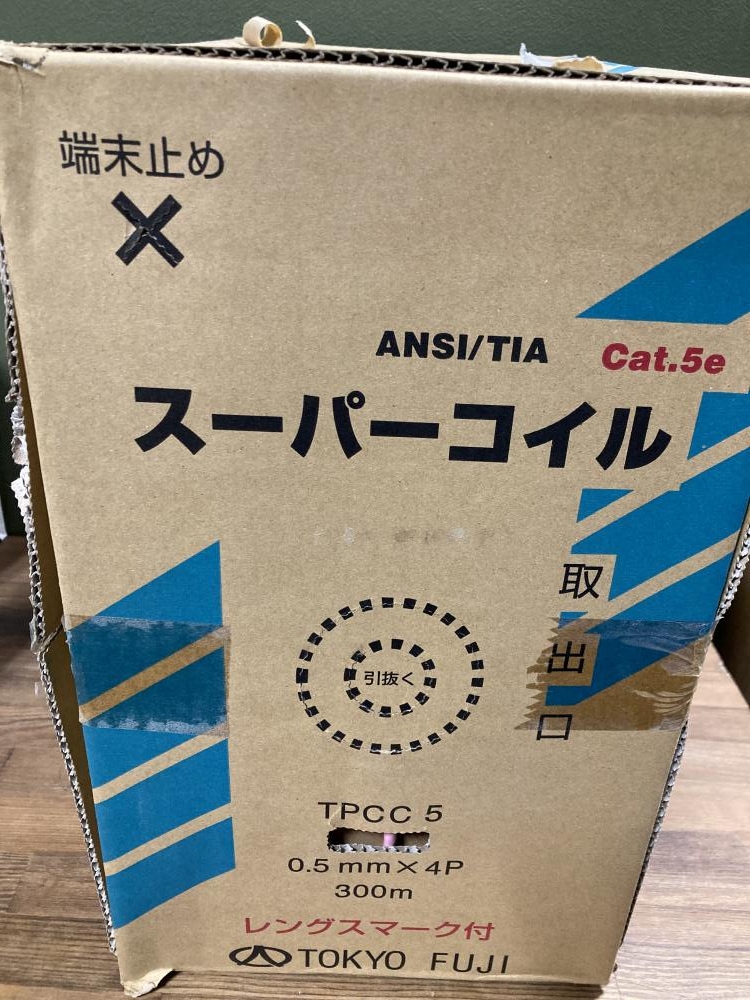 端末止め
ANSI/TIA Cat.5e
スーパーコイル
取出口
引抜く
TPCC 5
0.5 mm×4P
300m
レングスマーク付
TOKYO FUJI